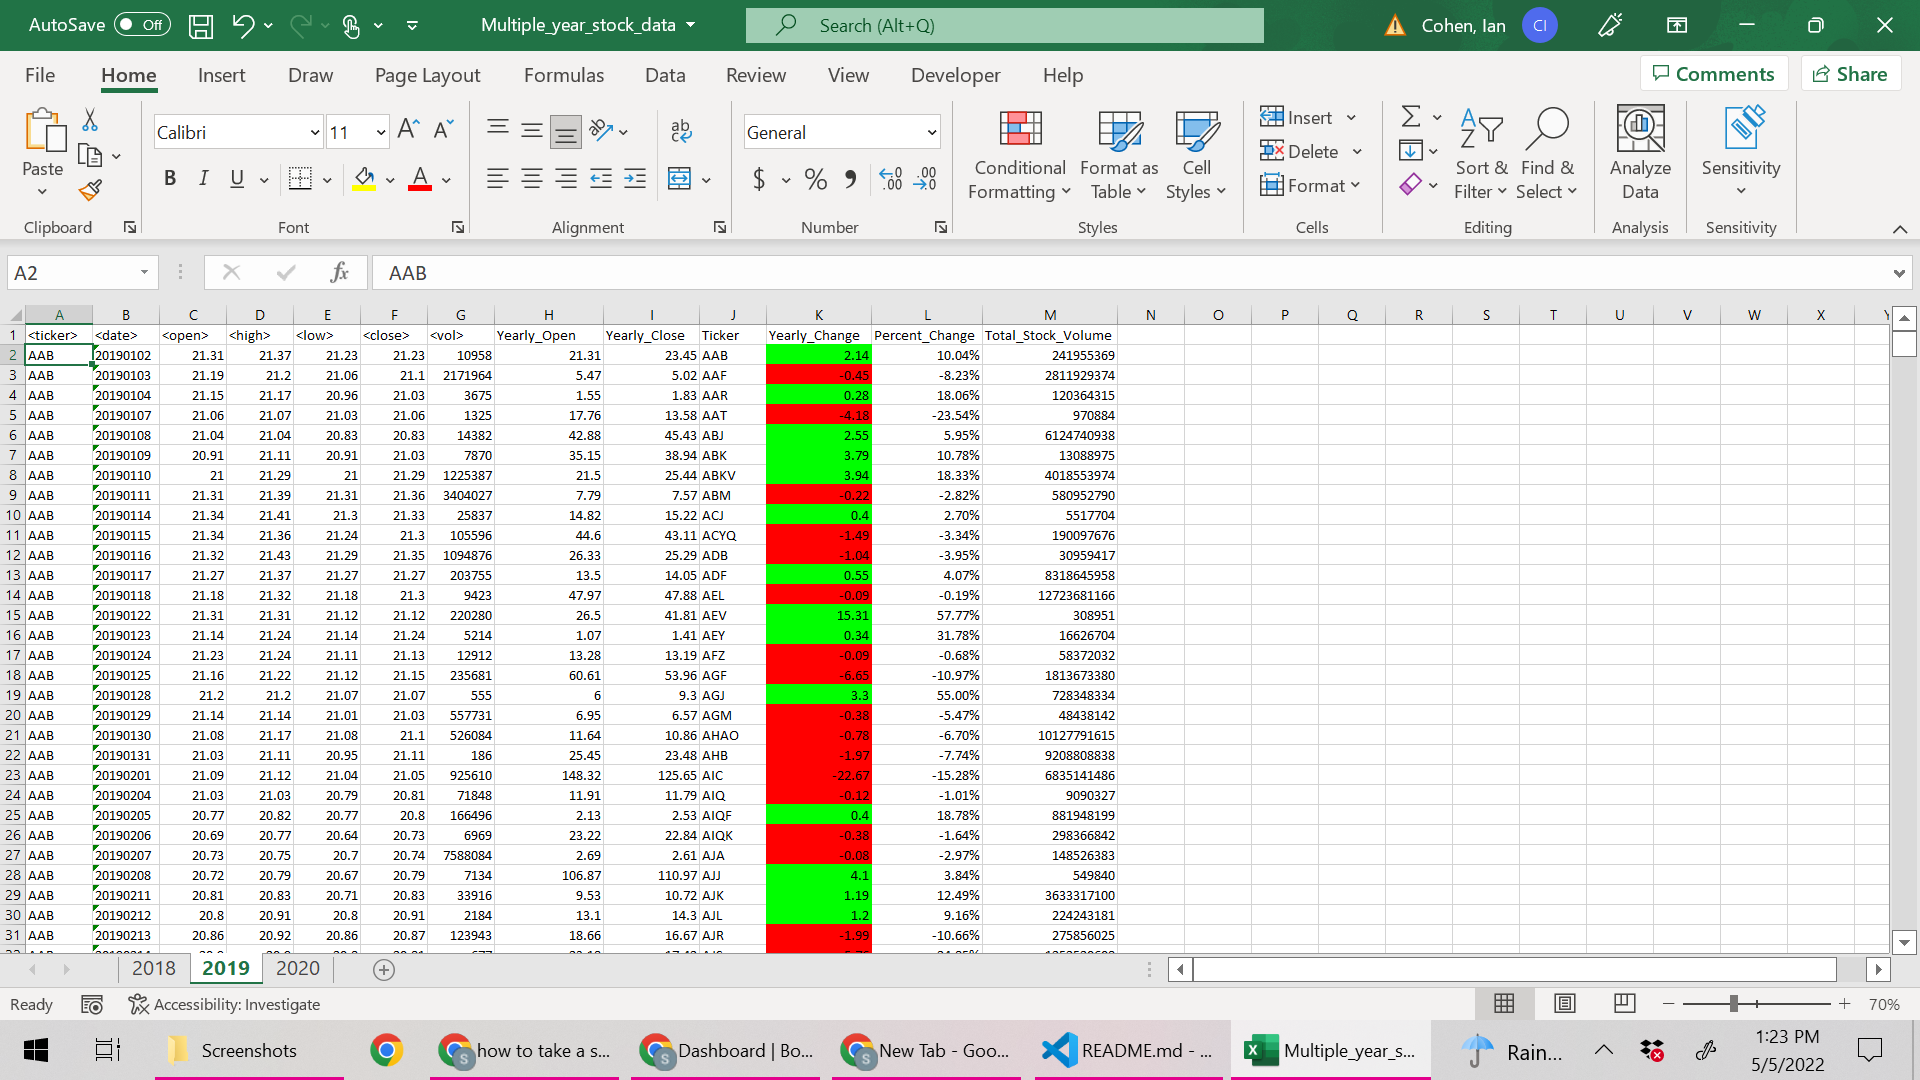 AutoSave Off Multiple_year_stock_data Search (Alt+Q) Cohen, Ian CI
File Home Insert Draw Page Layout Formulas Data Review View Developer Help Comments Share
Paste Calibri 11 General Conditional Formatting Format as Table Cell Styles Insert Delete Format Sort & Filter Find & Select Analyze Data Sensitivity
Clipboard Font Alignment Number Styles Cells Editing Analysis Sensitivity
A2 fx AAB
A B C D E F G H I J K L M N O P Q R S T U V W X Y
1 <ticker> <date> <open> <high> <low> <close> <vol> Yearly_Open Yearly_Close Ticker Yearly_Change Percent_Change Total_Stock_Volume
2 AAB 20190102 21.31 21.37 21.23 21.23 10958 21.31 23.45 AAB 2.14 10.04% 241955369
3 AAB 20190103 21.19 21.2 21.06 21.1 2171964 5.47 5.02 AAF -0.45 -8.23% 2811929374
4 AAB 20190104 21.15 21.17 20.96 21.03 3675 1.55 1.83 AAR 0.28 18.06% 120364315
5 AAB 20190107 21.06 21.07 21.03 21.06 1325 17.76 13.58 AAT -4.18 -23.54% 970884
6 AAB 20190108 21.04 21.04 20.83 20.83 14382 42.88 45.43 ABJ 2.55 5.95% 6124740938
7 AAB 20190109 20.91 21.11 20.91 21.03 7870 35.15 38.94 ABK 3.79 10.78% 13088975
8 AAB 20190110 21 21.29 21 21.29 1225387 21.5 25.44 ABKV 3.94 18.33% 4018553974
9 AAB 20190111 21.31 21.39 21.31 21.36 3404027 7.79 7.57 ABM -0.22 -2.82% 580952790
10 AAB 20190114 21.34 21.41 21.3 21.33 25837 14.82 15.22 ACJ 0.4 2.70% 5517704
11 AAB 20190115 21.34 21.36 21.24 21.3 105596 44.6 43.11 ACYQ -1.49 -3.34% 190097676
12 AAB 20190116 21.32 21.43 21.29 21.35 1094876 26.33 25.29 ADB -1.04 -3.95% 30959417
13 AAB 20190117 21.27 21.37 21.27 21.27 203755 13.5 14.05 ADF 0.55 4.07% 8318645958
14 AAB 20190118 21.18 21.32 21.18 21.3 9423 47.97 47.88 AEL -0.09 -0.19% 12723681166
15 AAB 20190122 21.31 21.31 21.12 21.12 220280 26.5 41.81 AEV 15.31 57.77% 308951
16 AAB 20190123 21.14 21.24 21.14 21.24 5214 1.07 1.41 AEY 0.34 31.78% 16626704
17 AAB 20190124 21.23 21.24 21.11 21.13 12912 13.28 13.19 AFZ -0.09 -0.68% 58372032
18 AAB 20190125 21.16 21.22 21.12 21.15 235681 60.61 53.96 AGF -6.65 -10.97% 1813673380
19 AAB 20190128 21.2 21.2 21.07 21.07 555 6 9.3 AGJ 3.3 55.00% 728348334
20 AAB 20190129 21.14 21.14 21.01 21.03 557731 6.95 6.57 AGM -0.38 -5.47% 48438142
21 AAB 20190130 21.08 21.17 21.08 21.1 526084 11.64 10.86 AHAO -0.78 -6.70% 10127791615
22 AAB 20190131 21.03 21.11 20.95 21.11 186 25.45 23.48 AHB -1.97 -7.74% 9208808838
23 AAB 20190201 21.09 21.12 21.04 21.05 925610 148.32 125.65 AIC -22.67 -15.28% 6835141486
24 AAB 20190204 21.03 21.03 20.79 20.81 71848 11.91 11.79 AIQ -0.12 -1.01% 9090327
25 AAB 20190205 20.77 20.82 20.77 20.8 166496 2.13 2.53 AIQF 0.4 18.78% 881948199
26 AAB 20190206 20.69 20.77 20.64 20.73 6969 23.22 22.84 AIQK -0.38 -1.64% 298366842
27 AAB 20190207 20.73 20.75 20.7 20.74 7588084 2.69 2.61 AJA -0.08 -2.97% 148526383
28 AAB 20190208 20.72 20.79 20.67 20.79 7134 106.87 110.97 AJJ 4.1 3.84% 549840
29 AAB 20190211 20.81 20.83 20.71 20.83 33916 9.53 10.72 AJK 1.19 12.49% 3633317100
30 AAB 20190212 20.8 20.91 20.8 20.91 2184 13.1 14.3 AJL 1.2 9.16% 224243181
31 AAB 20190213 20.86 20.92 20.86 20.87 123943 18.66 16.67 AJR -1.99 -10.66% 275856025
2018 2019 2020
Ready Accessibility: Investigate 70%
Screenshots how to take a s... Dashboard | Bo... New Tab - Goo... README.md - ... Multiple_year_s... Rain... 1:23 PM
5/5/2022